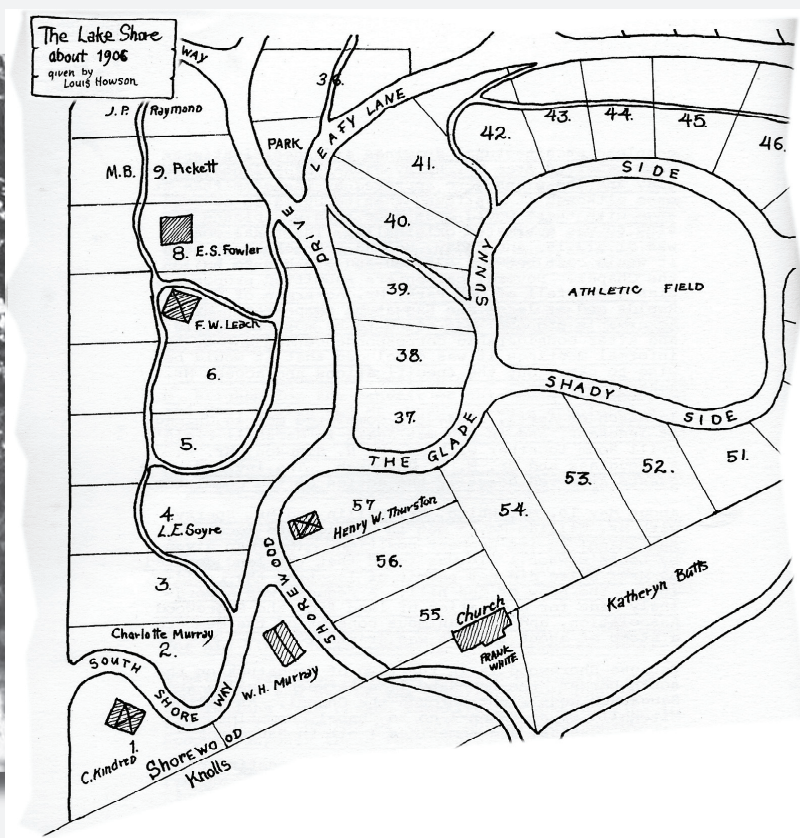 The Lake Shore
about 1906
given by
Louis Howson
WAY
J. P. Raymond
36.
PARK
LEAFY LANE
M.B. 9. Pickett
41.
42.
43.
44.
45.
46.
SIDE
8. E.S. Fowler
DRIVE
40.
SUNNY
39.
ATHLETIC FIELD
F. W. Leach
38.
6.
37.
SHADY
SIDE
THE GLADE
5.
51.
52.
53.
54.
57
Henry W. Thurston
4
L.E. Sayre
SHOREWOOD
56.
3.
55.
Church
FRANK
WHITE
Katheryn Butts
Charlotte Murray
2.
SHOREWOOD
SOUTH
SHORE
WAY
W. H. Murray
1.
C. Kindred
SHOREWOOD
Knolls